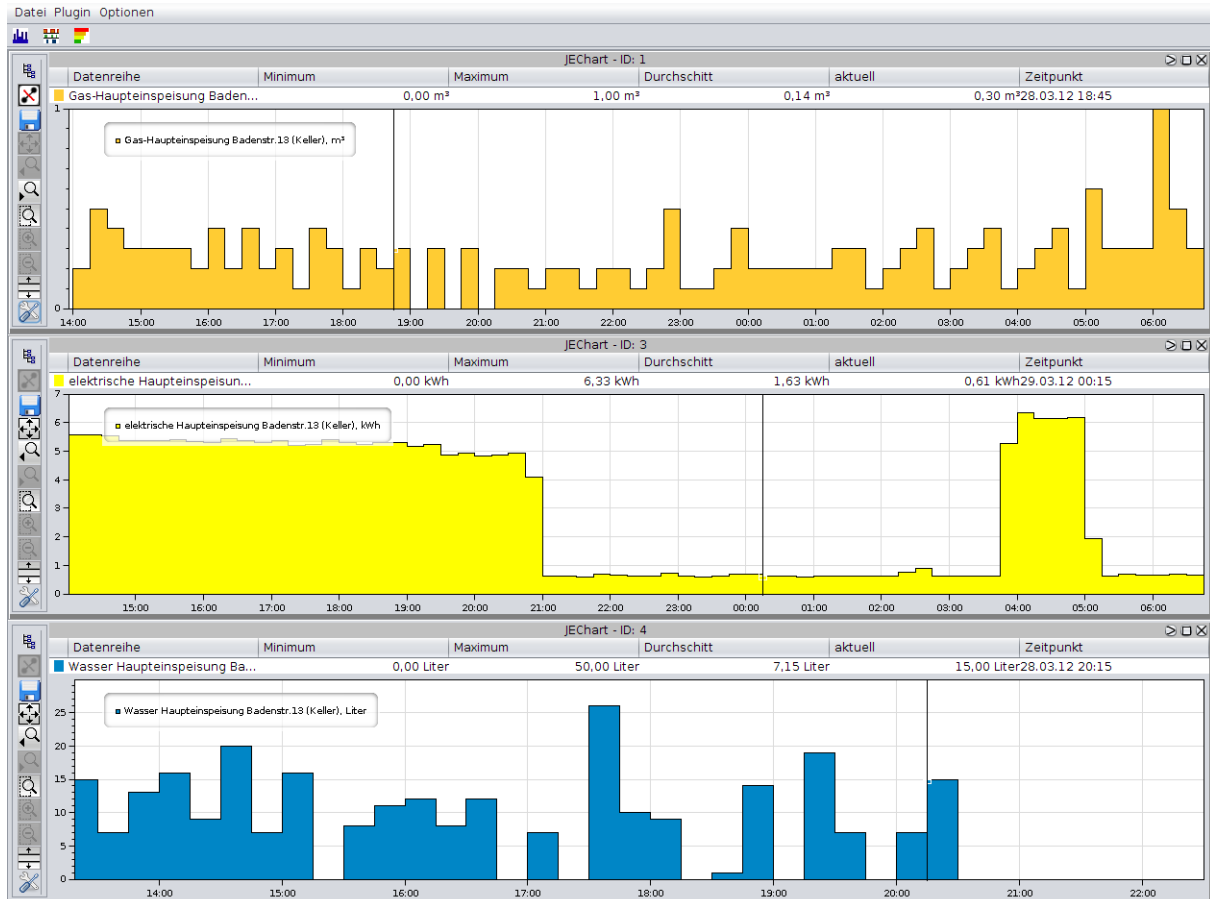 Datei Plugin Optionen
JEChart - ID: 1
Datenreihe Minimum Maximum Durchschitt aktuell Zeitpunkt
Gas-Haupteinspeisung Baden... 0,00 m³ 1,00 m³ 0,14 m³ 0,30 m³ 28.03.12 18:45
1
Gas-Haupteinspeisung Badenstr.13 (Keller), m³
0
14:00 15:00 16:00 17:00 18:00 19:00 20:00 21:00 22:00 23:00 00:00 01:00 02:00 03:00 04:00 05:00 06:00
JEChart - ID: 3
Datenreihe Minimum Maximum Durchschitt aktuell Zeitpunkt
elektrische Haupteinspeisun... 0,00 kWh 6,33 kWh 1,63 kWh 0,61 kWh 29.03.12 00:15
7
elektrische Haupteinspeisung Badenstr.13 (Keller), kWh
6
5
4
3
2
1
0
15:00 16:00 17:00 18:00 19:00 20:00 21:00 22:00 23:00 00:00 01:00 02:00 03:00 04:00 05:00 06:00
JEChart - ID: 4
Datenreihe Minimum Maximum Durchschitt aktuell Zeitpunkt
Wasser Haupteinspeisung Ba... 0,00 Liter 50,00 Liter 7,15 Liter 15,00 Liter 28.03.12 20:15
Wasser Haupteinspeisung Badenstr.13 (Keller), Liter
25
20
15
10
5
0
14:00 15:00 16:00 17:00 18:00 19:00 20:00 21:00 22:00